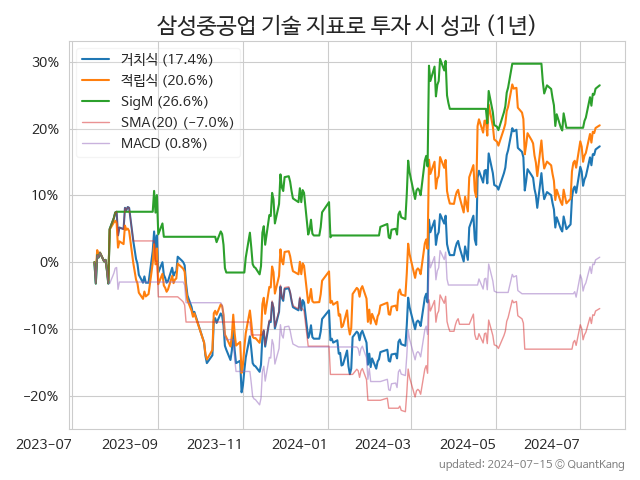 삼성중공업 기술 지표로 투자 시 성과 (1년)
거치식 (17.4%)
적립식 (20.6%)
SigM (26.6%)
SMA(20) (−7.0%)
MACD (0.8%)
30%
20%
10%
0%
−10%
−20%
2023-07 2023-09 2023-11 2024-01 2024-03 2024-05 2024-07
updated: 2024-07-15 ⓒ QuantKang